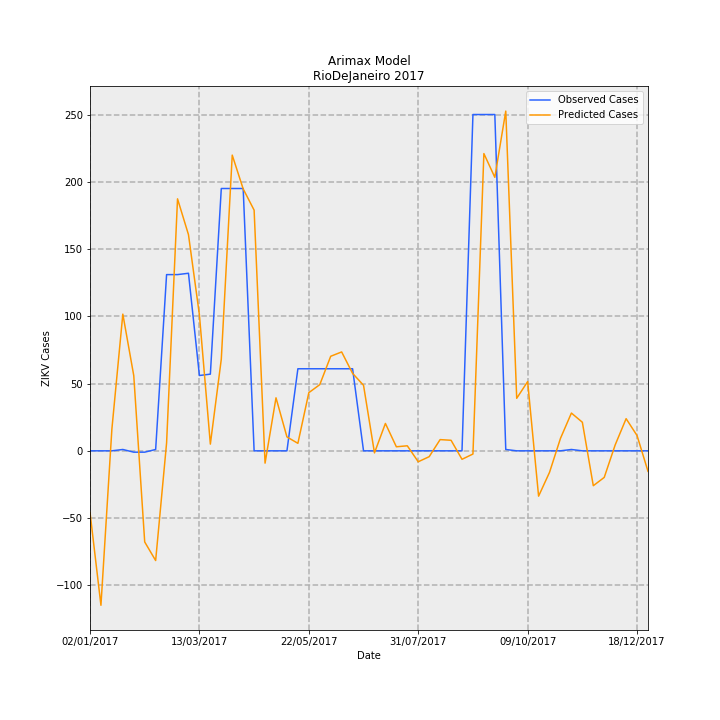 Arimax Model
RioDeJaneiro 2017
Observed Cases
Predicted Cases
ZIKV Cases
250
200
150
100
50
0
−50
−100
02/01/2017 13/03/2017 22/05/2017 31/07/2017 09/10/2017 18/12/2017
Date